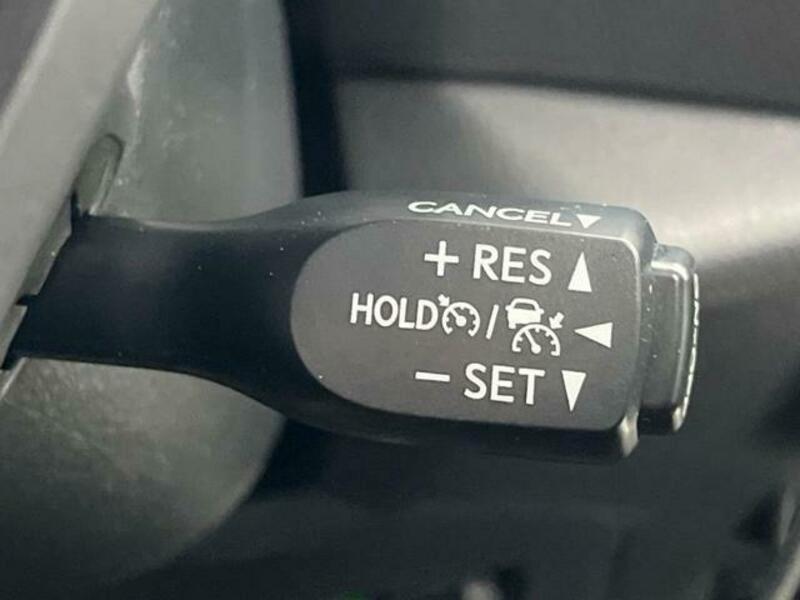 CANCEL
+ RES
HOLD /
- SET